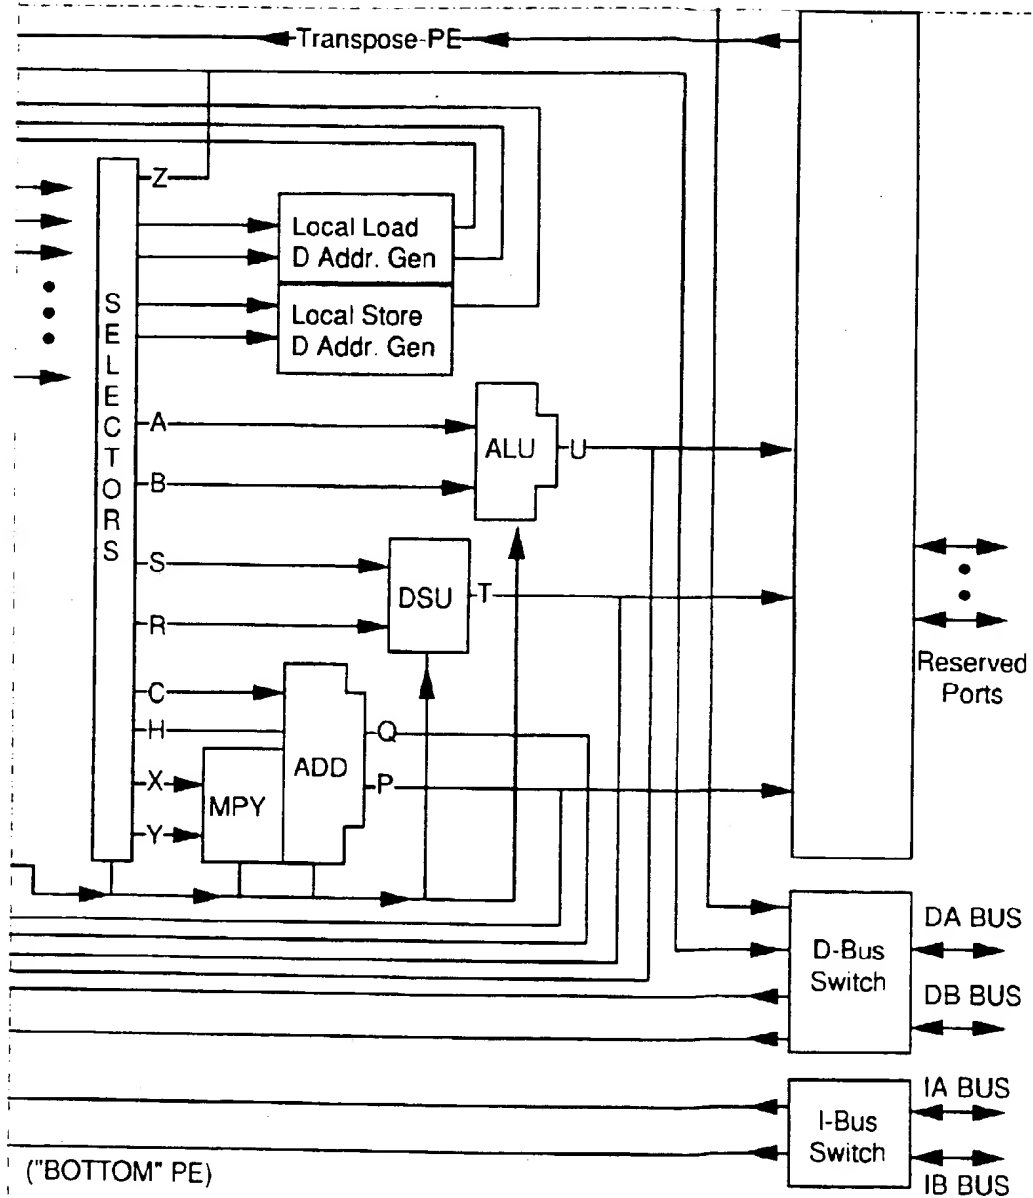 Transpose-PE
Z
Local Load
D Addr. Gen
Local Store
D Addr. Gen
SELECTORS
A
B
ALU
U
S
R
DSU
T
Reserved
Ports
C
H
X
Y
MPY
ADD
Q
P
D-Bus
Switch
DA BUS
DB BUS
I-Bus
Switch
IA BUS
IB BUS
("BOTTOM" PE)